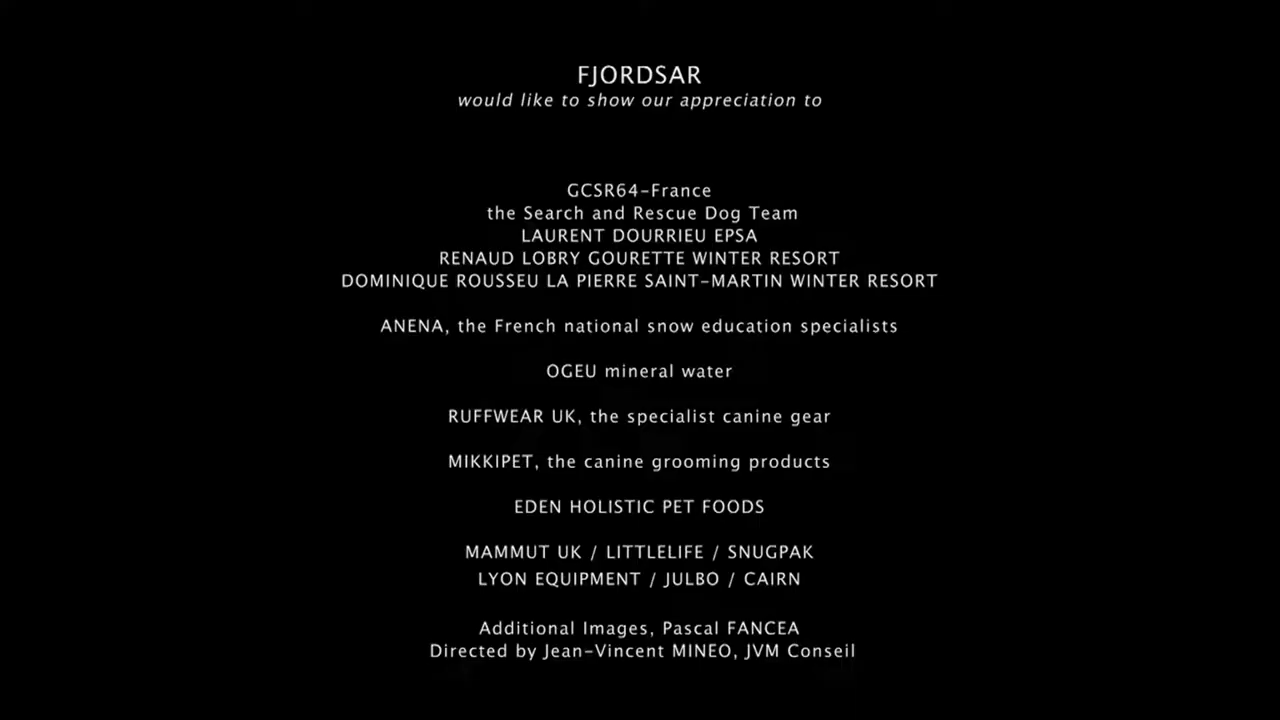 FJORDSAR
would like to show our appreciation to
GCSR64-France
the Search and Rescue Dog Team
LAURENT DOURRIEU EPSA
RENAUD LOBRY GOURETTE WINTER RESORT
DOMINIQUE ROUSSEU LA PIERRE SAINT-MARTIN WINTER RESORT
ANENA, the French national snow education specialists
OGEU mineral water
RUFFWEAR UK, the specialist canine gear
MIKKIPET, the canine grooming products
EDEN HOLISTIC PET FOODS
MAMMUT UK / LITTLELIFE / SNUGPAK
LYON EQUIPMENT / JULBO / CAIRN
Additional Images, Pascal FANCEA
Directed by Jean-Vincent MINEO, JVM Conseil